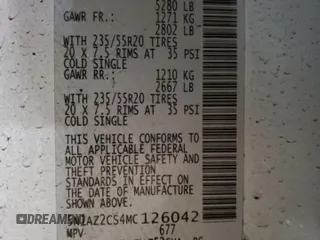 5280 LB
GAWR FR.: 1271 KG
2802 LB
WITH 235/55R20 TIRES
20 X 7.5 RIMS AT 35 PSI
COLD SINGLE
GAWR RR.: 1210 KG
2667 LB
WITH 235/55R20 TIRES
20 X 7.5 RIMS AT 35 PSI
COLD SINGLE
THIS VEHICLE CONFORMS TO
ALL APPLICABLE FEDERAL
MOTOR VEHICLE SAFETY
AND THEFT PREVENTION
STANDARDS IN EFFECT ON
THE DATE OF MANUFACTURE
SHOWN ABOVE.
5N1AZ2CS4MC126042
MPV 677